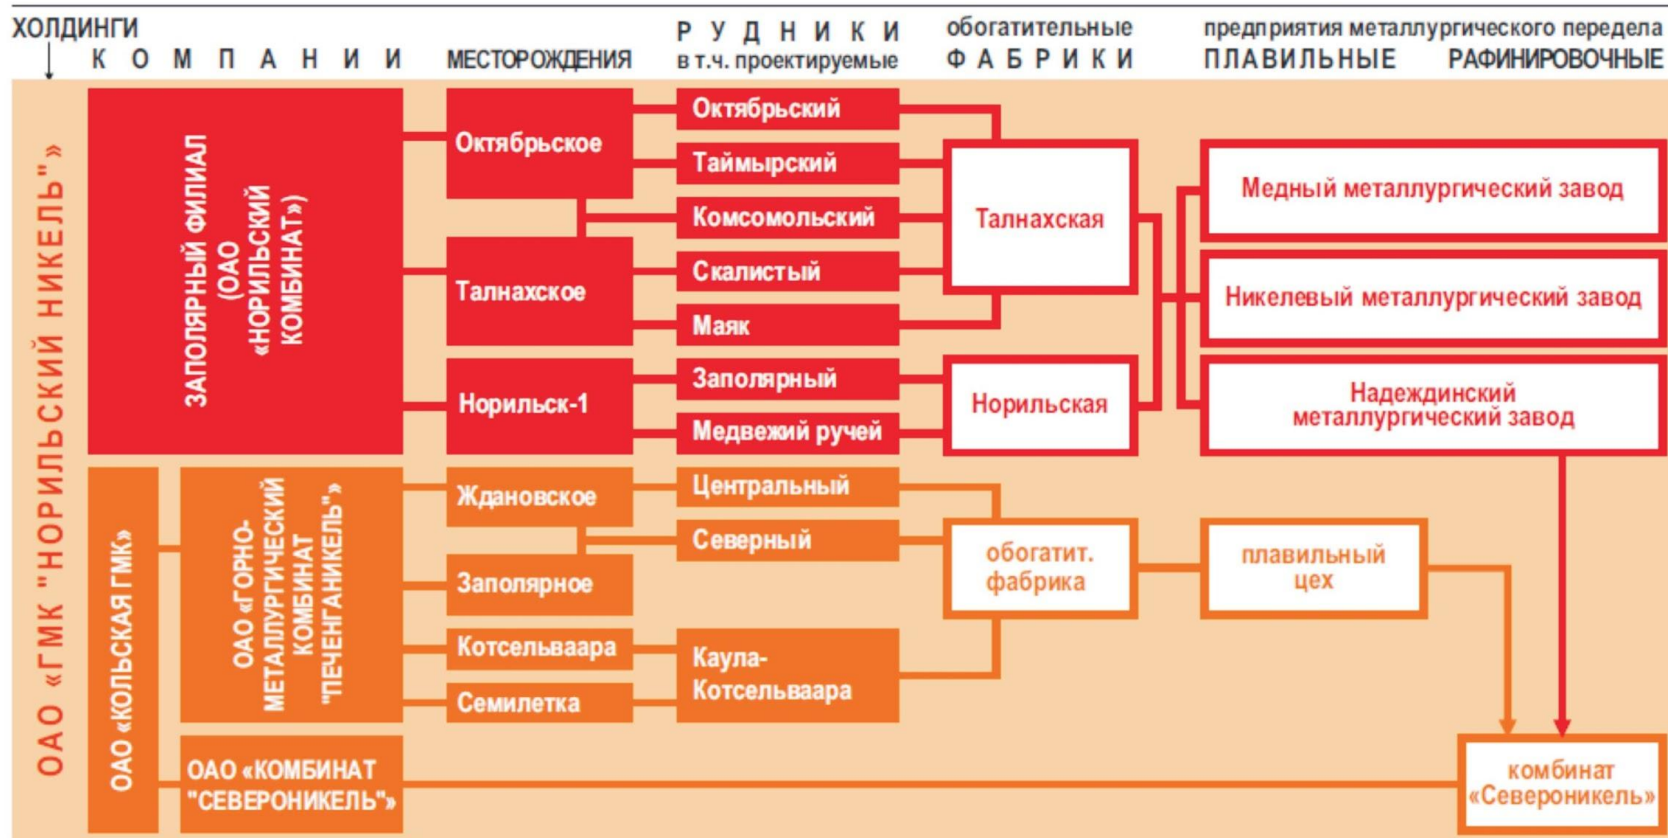 ХОЛДИНГИ
КОМПАНИИ
МЕСТОРОЖДЕНИЯ
РУДНИКИ
в т.ч. проектируемые
обогатительные
ФАБРИКИ
предприятия металлургического передела
ПЛАВИЛЬНЫЕ РАФИНИРОВОЧНЫЕ
ОАО «ГМК "НОРИЛЬСКИЙ НИКЕЛЬ"»
ЗАПОЛЯРНЫЙ ФИЛИАЛ
(ОАО
«НОРИЛЬСКИЙ
КОМБИНАТ»)
Октябрьское
Талнахское
Норильск-1
Октябрьский
Таймырский
Комсомольский
Скалистый
Маяк
Заполярный
Медвежий ручей
Талнахская
Норильская
Медный металлургический завод
Никелевый металлургический завод
Надеждинский
металлургический завод
ОАО «КОЛЬСКАЯ ГМК»
ОАО «ГОРНО-
МЕТАЛЛУРГИЧЕСКИЙ
КОМБИНАТ
"ПЕЧЕНГАНИКЕЛЬ"»
Ждановское
Заполярное
Котсельваара
Семилетка
Центральный
Северный
Каула-
Котсельваара
обогатит.
фабрика
плавильный
цех
ОАО «КОМБИНАТ
"СЕВЕРОНИКЕЛЬ"»
комбинат
«Североникель»